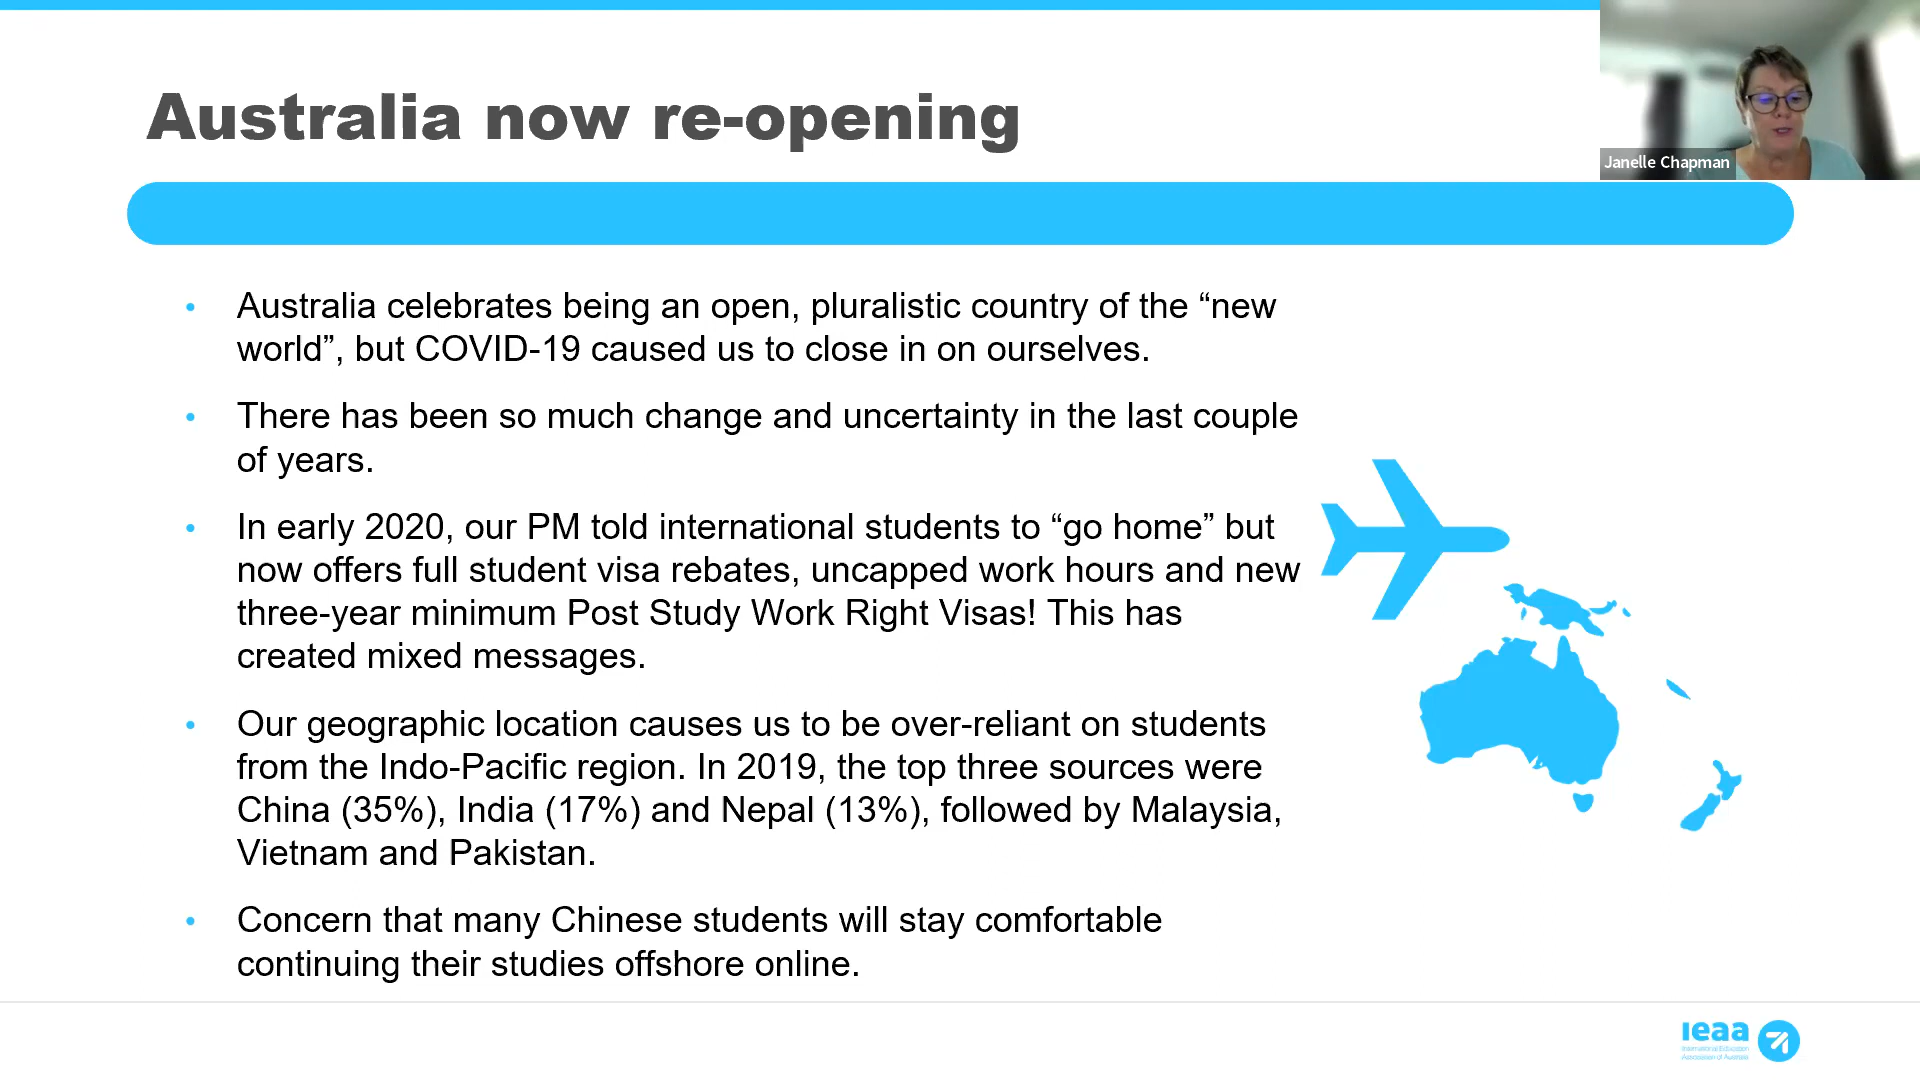 Australia now re-opening
Janelle Chapman
• Australia celebrates being an open, pluralistic country of the “new
world”, but COVID-19 caused us to close in on ourselves.
• There has been so much change and uncertainty in the last couple
of years.
• In early 2020, our PM told international students to “go home” but
now offers full student visa rebates, uncapped work hours and new
three-year minimum Post Study Work Right Visas! This has
created mixed messages.
• Our geographic location causes us to be over-reliant on students
from the Indo-Pacific region. In 2019, the top three sources were
China (35%), India (17%) and Nepal (13%), followed by Malaysia,
Vietnam and Pakistan.
• Concern that many Chinese students will stay comfortable
continuing their studies offshore online.
ieaa
International Education
Association of Australia